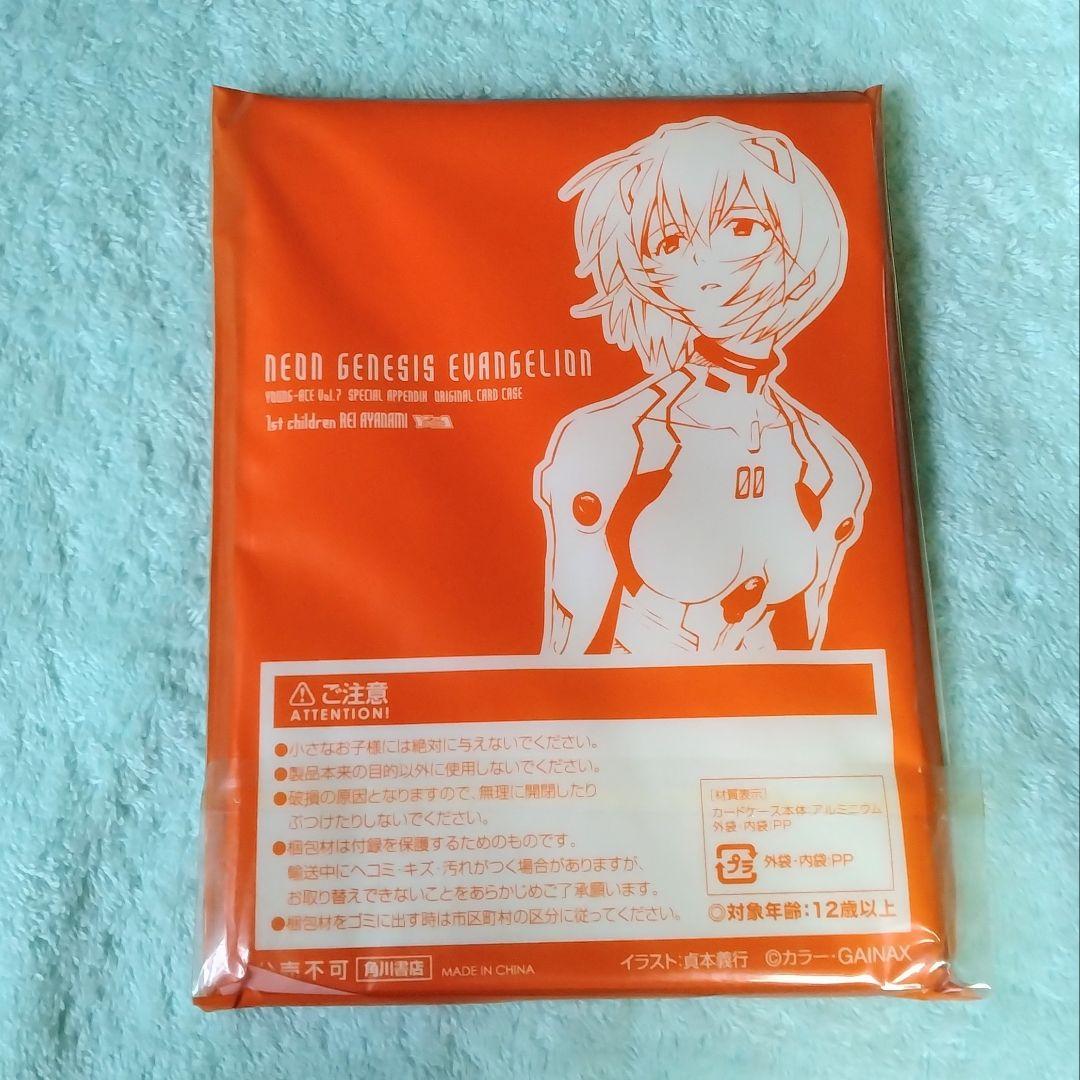 NEON GENESIS EVANGELION
YOUNG-ACE Vol.7 SPECIAL APPENDIX ORIGINAL CARD CASE
1st children REI AYANAMI
00
ご注意
ATTENTION!
●小さなお子様には絶対に与えないでください。
●製品本来の目的以外に使用しないでください。
●破損の原因となりますので、無理に開閉したり
ぶつけたりしないでください。
●梱包材は付録を保護するためのものです。
輸送中にヘコミ・キズ・汚れがつく場合がありますが、
お取り替えできないことをあらかじめご了承願います。
●梱包材をゴミに出す時は市区町村の区分に従ってください。
[材質表示]
カードケース本体:アルミニウム
外袋・内袋:PP
プラ 外袋・内袋:PP
◎対象年齢:12歳以上
売不可 角川書店 MADE IN CHINA
イラスト:貞本義行 ©カラー・GAINAX